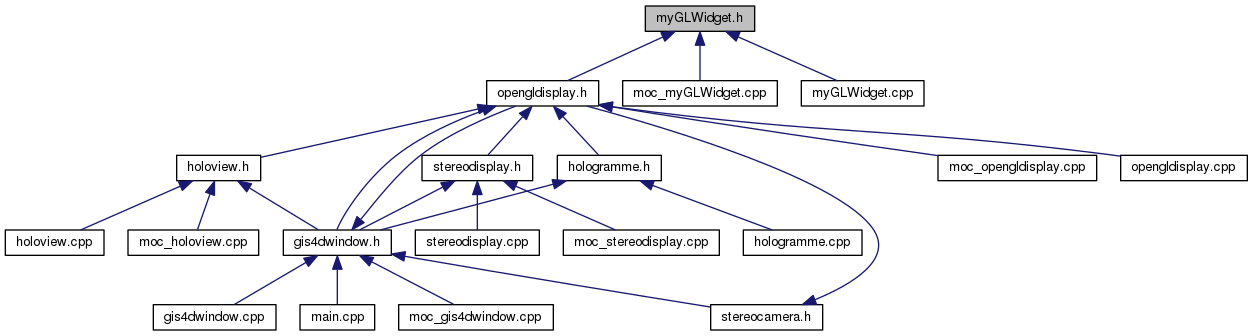 myGLWidget.h
opengldisplay.h
moc_myGLWidget.cpp
myGLWidget.cpp
holoview.h
stereodisplay.h
hologramme.h
moc_opengldisplay.cpp
opengldisplay.cpp
holoview.cpp
moc_holoview.cpp
gis4dwindow.h
stereodisplay.cpp
moc_stereodisplay.cpp
hologramme.cpp
gis4dwindow.cpp
main.cpp
moc_gis4dwindow.cpp
stereocamera.h